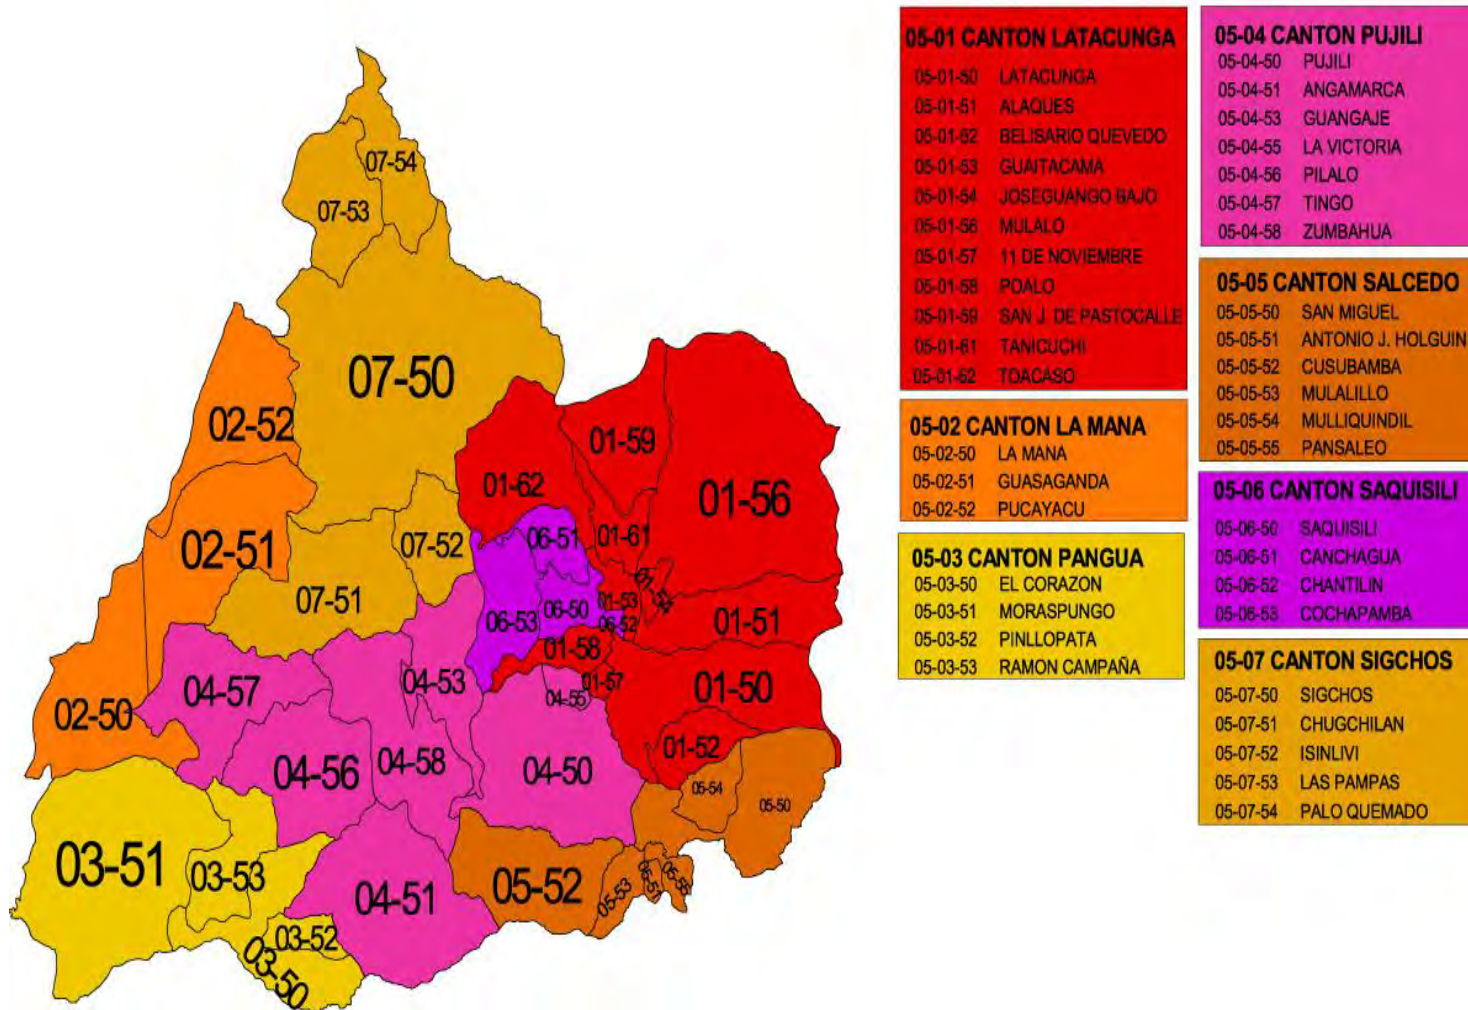 07-54
07-53
07-50
02-52
01-59
01-62
01-56
02-51
07-52
06-51
01-61
07-51
01-53
01-54
06-50
06-53
06-52
01-51
01-58
04-53
04-57
04-55
01-57
01-50
02-50
01-52
04-58
04-56
04-50
05-54
05-50
03-51
03-53
04-51
05-52
05-53
05-51
05-55
03-52
03-50
05-01 CANTON LATACUNGA
05-01-50 LATACUNGA
05-01-51 ALAQUES
05-01-52 BELISARIO QUEVEDO
05-01-53 GUAITACAMA
05-01-54 JOSEGUANGO BAJO
05-01-56 MULALO
05-01-57 11 DE NOVIEMBRE
05-01-58 POALO
05-01-59 SAN J. DE PASTOCALLE
05-01-61 TANICUCHI
05-01-62 TOACASO
05-02 CANTON LA MANA
05-02-50 LA MANA
05-02-51 GUASAGANDA
05-02-52 PUCAYACU
05-03 CANTON PANGUA
05-03-50 EL CORAZON
05-03-51 MORASPUNGO
05-03-52 PINLLOPATA
05-03-53 RAMON CAMPAÑA
05-04 CANTON PUJILI
05-04-50 PUJILI
05-04-51 ANGAMARCA
05-04-53 GUANGAJE
05-04-55 LA VICTORIA
05-04-56 PILALO
05-04-57 TINGO
05-04-58 ZUMBAHUA
05-05 CANTON SALCEDO
05-05-50 SAN MIGUEL
05-05-51 ANTONIO J. HOLGUIN
05-05-52 CUSUBAMBA
05-05-53 MULALILLO
05-05-54 MULLIQUINDIL
05-05-55 PANSALEO
05-06 CANTON SAQUISILI
05-06-50 SAQUISILI
05-06-51 CANCHAGUA
05-06-52 CHANTILIN
05-06-53 COCHAPAMBA
05-07 CANTON SIGCHOS
05-07-50 SIGCHOS
05-07-51 CHUGCHILAN
05-07-52 ISINLIVI
05-07-53 LAS PAMPAS
05-07-54 PALO QUEMADO